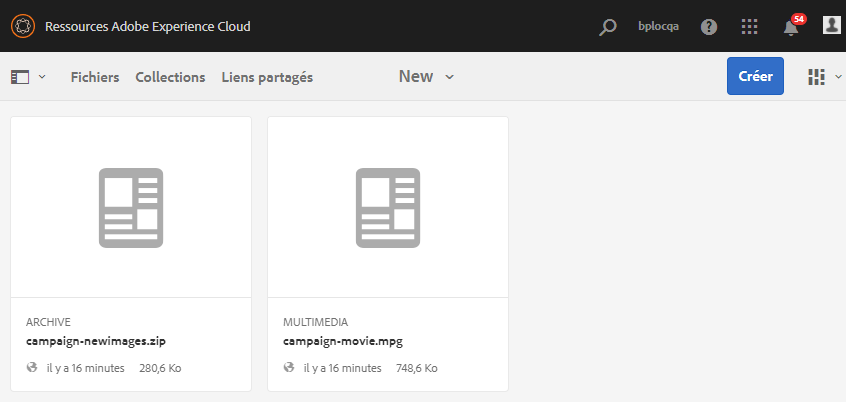 Ressources Adobe Experience Cloud
bplocqa
?
54
Fichiers
Collections
Liens partagés
New
Créer
ARCHIVE
campaign-newimages.zip
il y a 16 minutes 280,6 Ko
MULTIMEDIA
campaign-movie.mpg
il y a 16 minutes 748,6 Ko